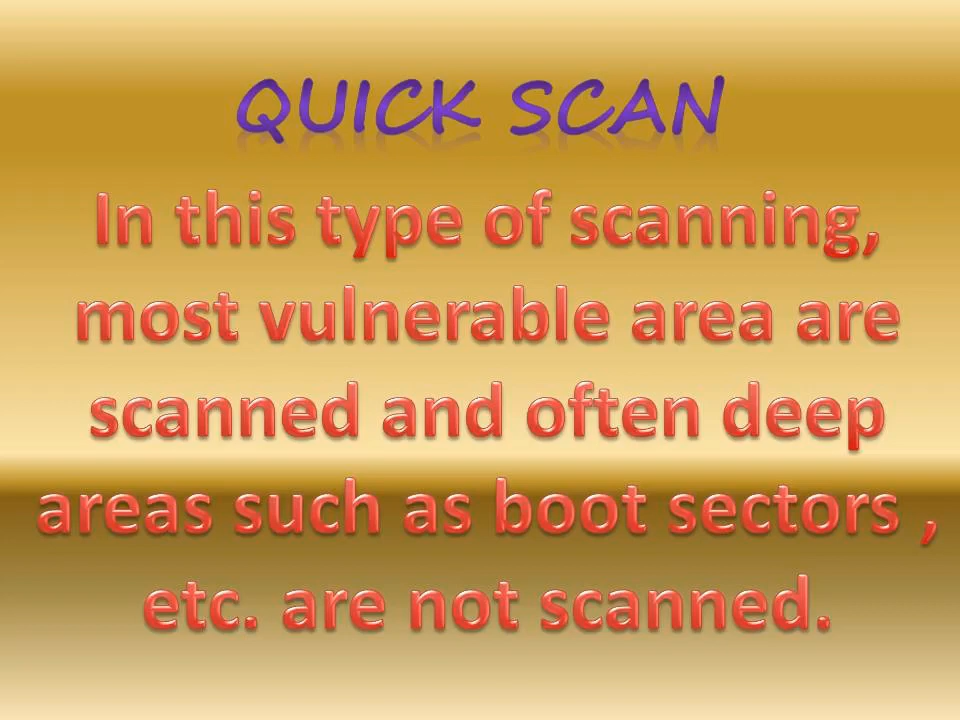 QUICK SCAN
In this type of scanning,
most vulnerable area are
scanned and often deep
areas such as boot sectors ,
etc. are not scanned.